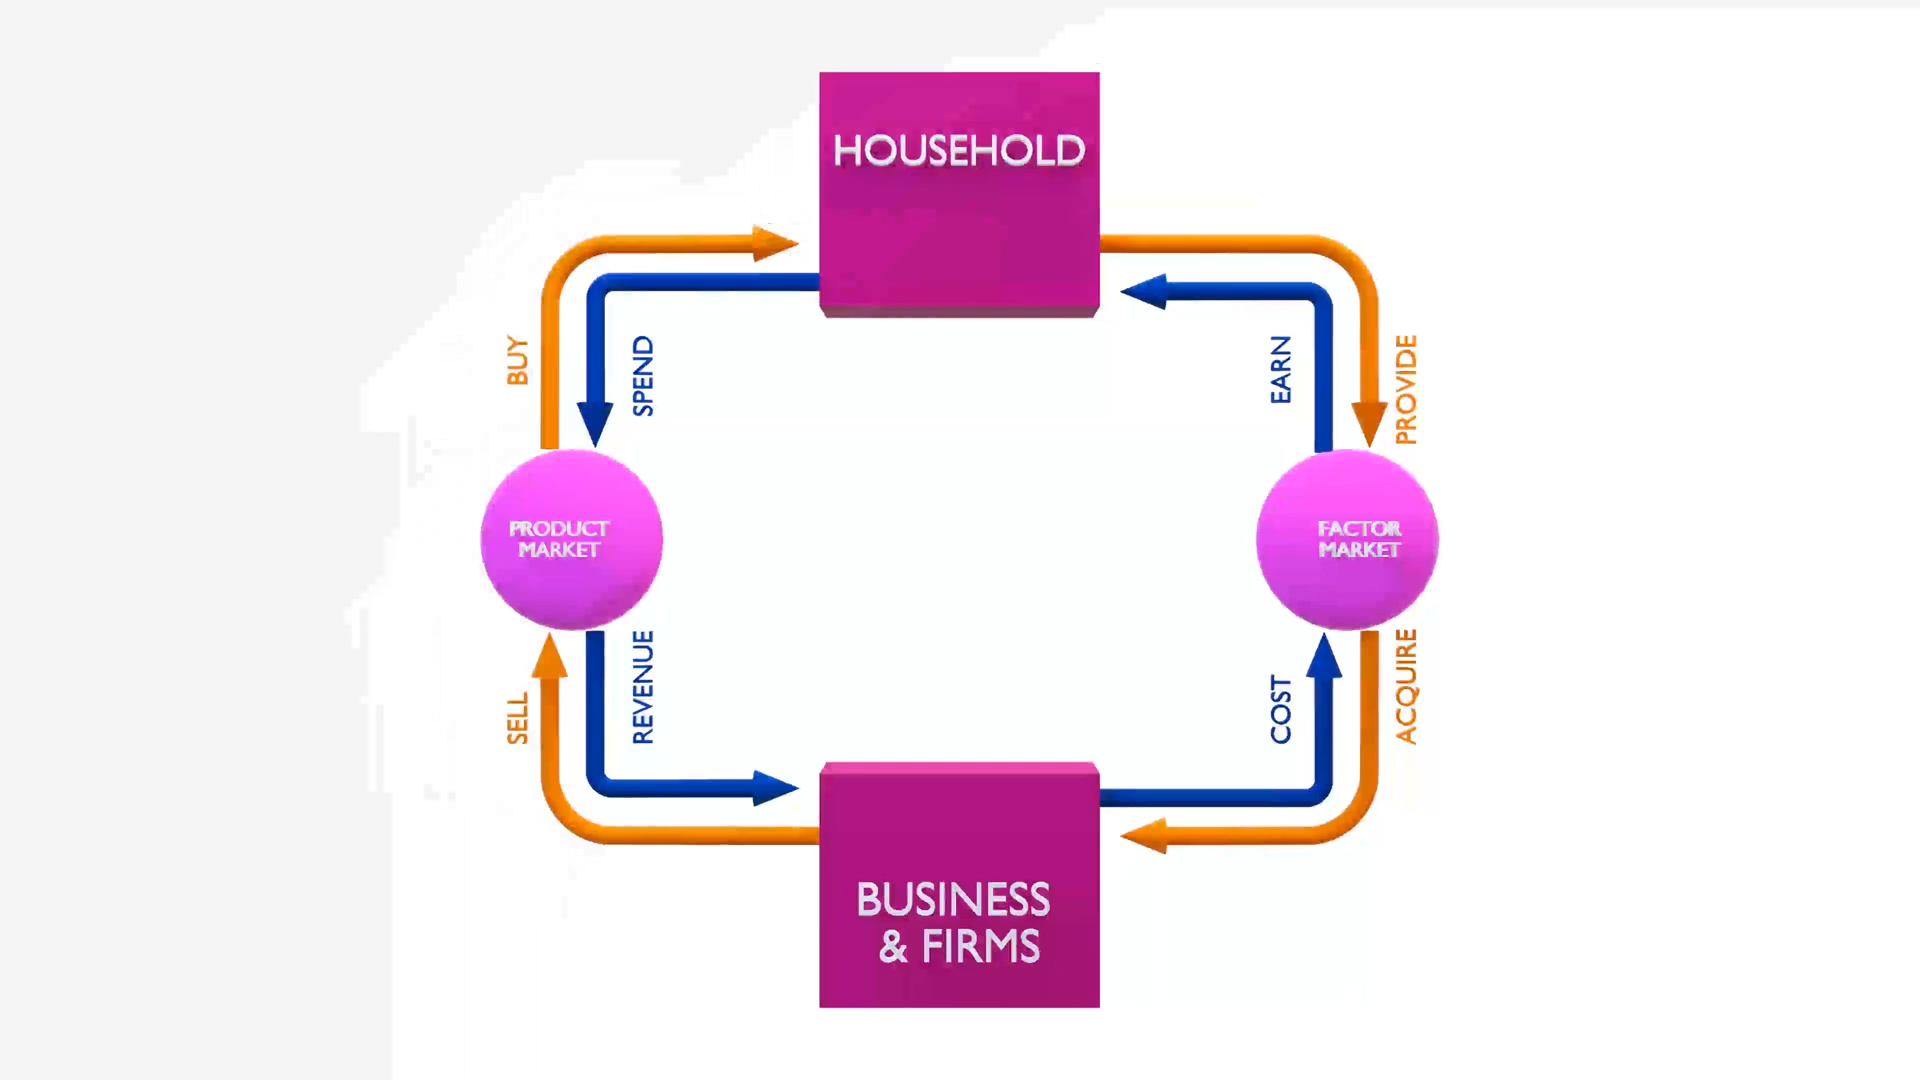 HOUSEHOLD
BUY
SPEND
EARN
PROVIDE
PRODUCT
MARKET
FACTOR
MARKET
SELL
REVENUE
COST
ACQUIRE
BUSINESS
& FIRMS